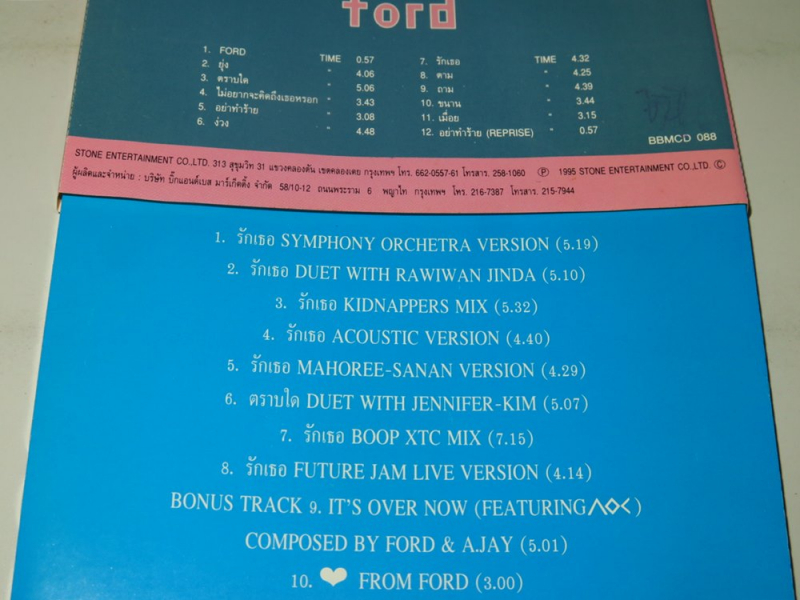 ford
1. FORD TIME 0.57
2. ยุ่ง " 4.06
3. ตราบใด " 5.06
4. ไม่อยากจะคิดถึงเธอหรอก " 3.43
5. อย่าทำร้าย " 3.08
6. ง่วง " 4.48
7. รักเธอ TIME 4.32
8. ตาม " 4.25
9. ถาม " 4.39
10. ขนาน " 3.44
11. เมื่อย " 3.15
12. อย่าทำร้าย (REPRISE) " 0.57
BBMCD 088
STONE ENTERTAINMENT CO.,LTD. 313 สุขุมวิท 31 แขวงคลองตัน เขตคลองเตย กรุงเทพฯ โทร. 662-0557-61 โทรสาร. 258-1060 Ⓟ 1995 STONE ENTERTAINMENT CO.,LTD. Ⓒ
ผู้ผลิตและจำหน่าย : บริษัท บิ๊กแอนด์เบส มาร์เก็ตติ้ง จำกัด 58/10-12 ถนนพระราม 6 พญาไท กรุงเทพฯ โทร. 216-7387 โทรสาร. 215-7944
1. รักเธอ SYMPHONY ORCHETRA VERSION (5.19)
2. รักเธอ DUET WITH RAWIWAN JINDA (5.10)
3. รักเธอ KIDNAPPERS MIX (5.32)
4. รักเธอ ACOUSTIC VERSION (4.40)
5. รักเธอ MAHOREE-SANAN VERSION (4.29)
6. ตราบใด DUET WITH JENNIFER-KIM (5.07)
7. รักเธอ BOOP XTC MIX (7.15)
8. รักเธอ FUTURE JAM LIVE VERSION (4.14)
BONUS TRACK 9. IT'S OVER NOW (FEATURING )
COMPOSED BY FORD & A.JAY (5.01)
10. ❤ FROM FORD (3.00)